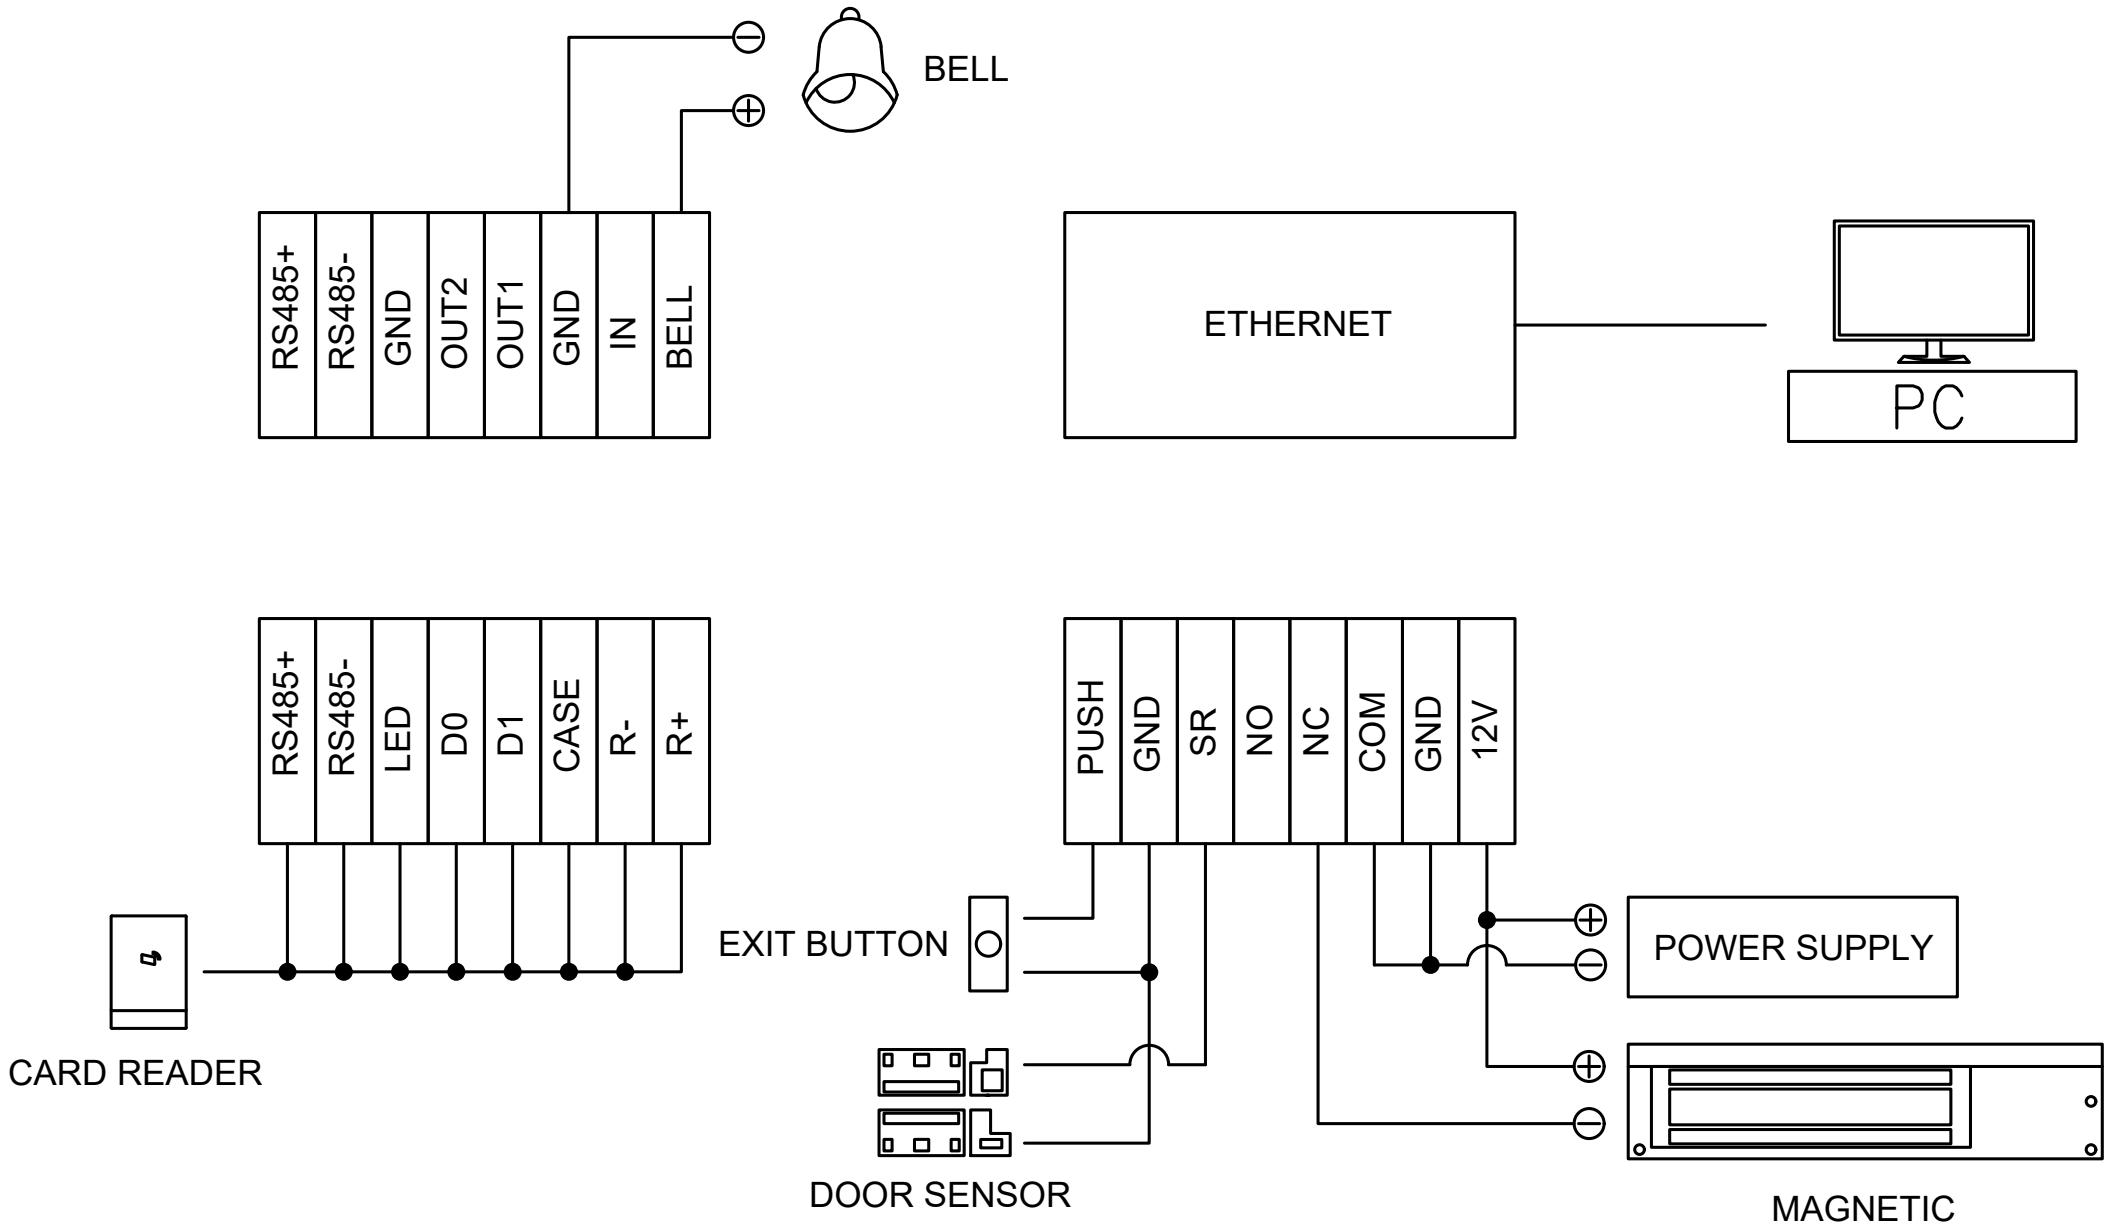 BELL
RS485+
RS485-
GND
OUT2
OUT1
GND
IN
BELL
ETHERNET
PC
RS485+
RS485-
LED
D0
D1
CASE
R-
R+
PUSH
GND
SR
NO
NC
COM
GND
12V
EXIT BUTTON
POWER SUPPLY
CARD READER
DOOR SENSOR
MAGNETIC